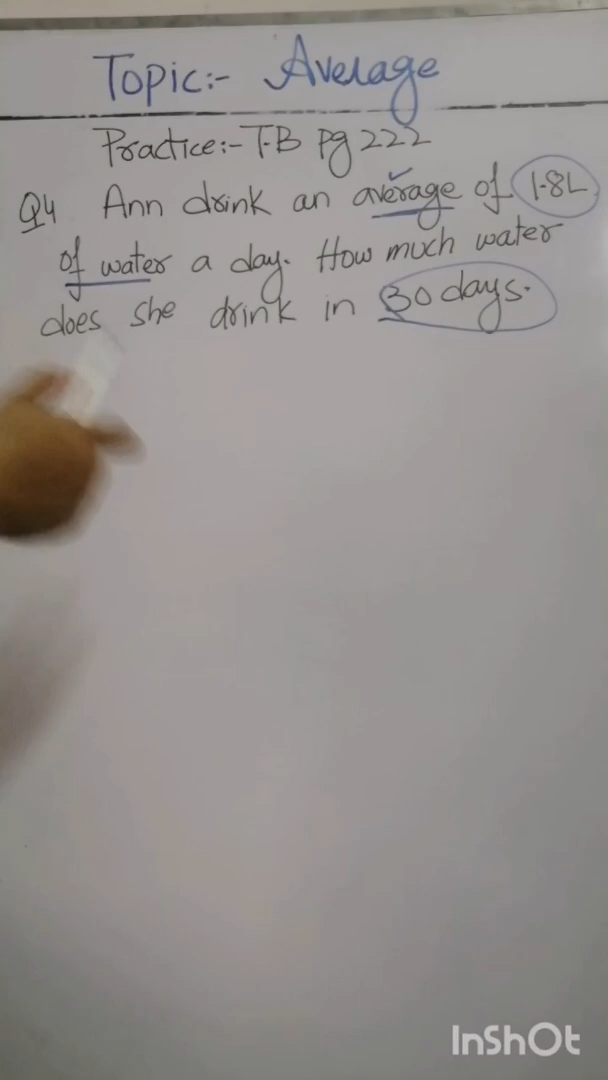 Topic:- Average
Practice:- T.B pg 222
Q4 Ann drink an average of 1.8L
of water a day. How much water
does she drink in 30 days.
InShOt